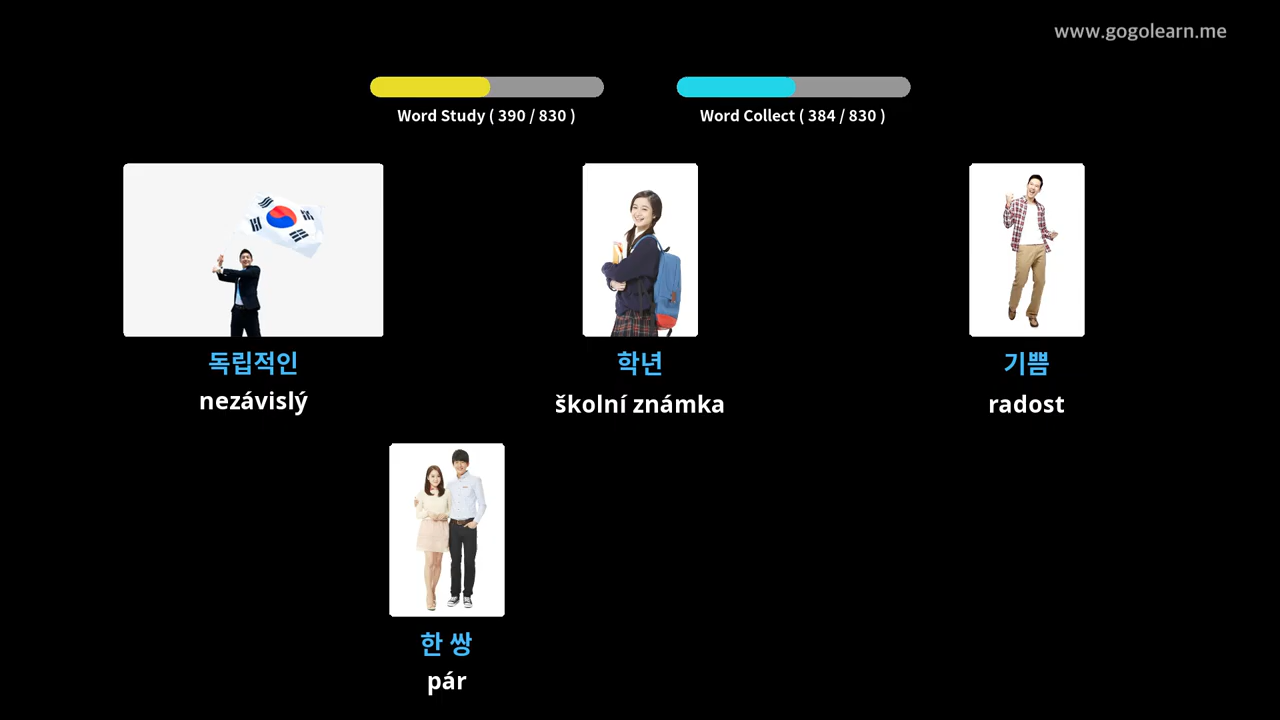 www.gogolearn.me
Word Study ( 390 / 830 )
Word Collect ( 384 / 830 )
독립적인
nezávislý
학년
školní známka
기쁨
radost
한 쌍
pár